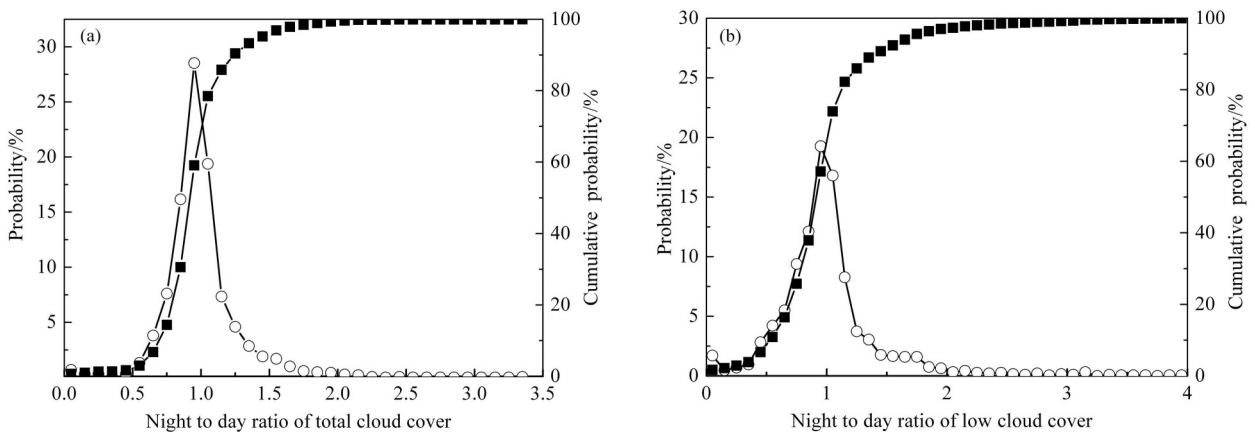 (a)
30
25
20
15
10
5
Probability/%
100
80
60
40
20
0
Cumulative probability/%
0.0 0.5 1.0 1.5 2.0 2.5 3.0 3.5
Night to day ratio of total cloud cover
(b)
30
25
20
15
10
5
0
Probability/%
100
80
60
40
20
0
Cumulative probability/%
0 1 2 3 4
Night to day ratio of low cloud cover